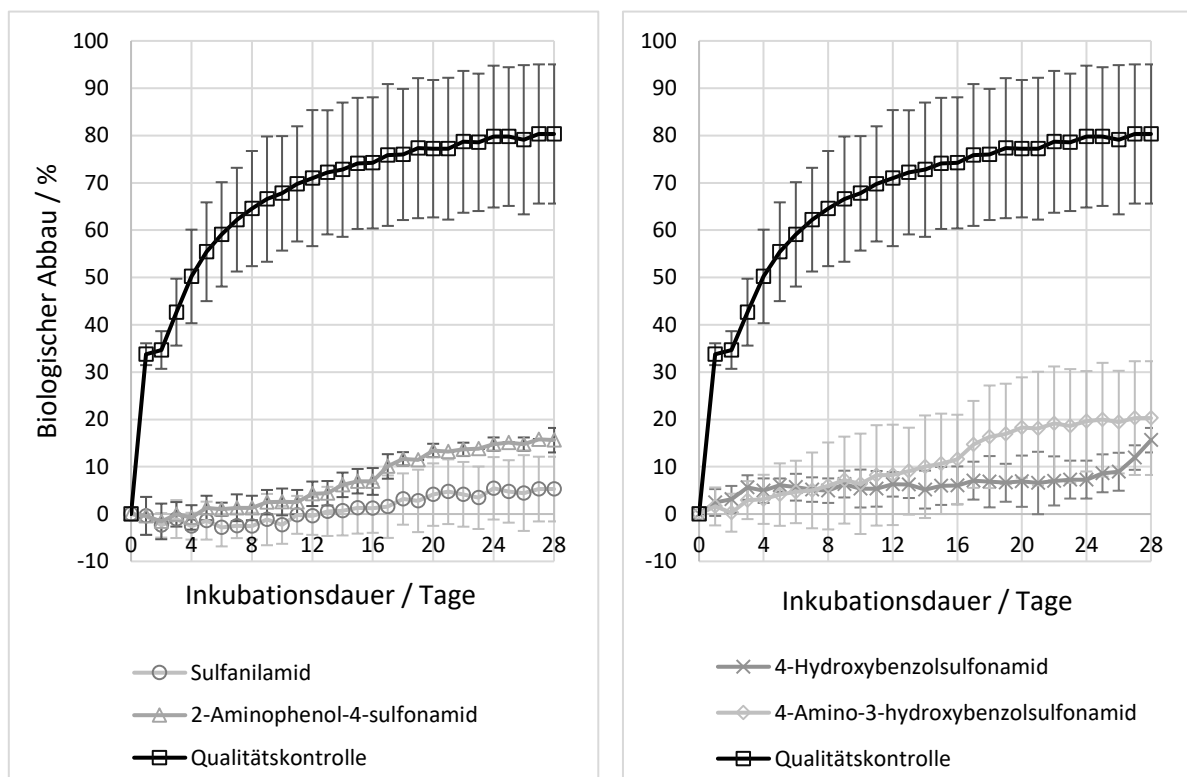 Biologischer Abbau / %
100
90
80
70
60
50
40
30
20
10
0
-10
0 4 8 12 16 20 24 28
Inkubationsdauer / Tage
Sulfanilamid
2-Aminophenol-4-sulfonamid
Qualitätskontrolle
100
90
80
70
60
50
40
30
20
10
0
-10
0 4 8 12 16 20 24 28
Inkubationsdauer / Tage
4-Hydroxybenzolsulfonamid
4-Amino-3-hydroxybenzolsulfonamid
Qualitätskontrolle